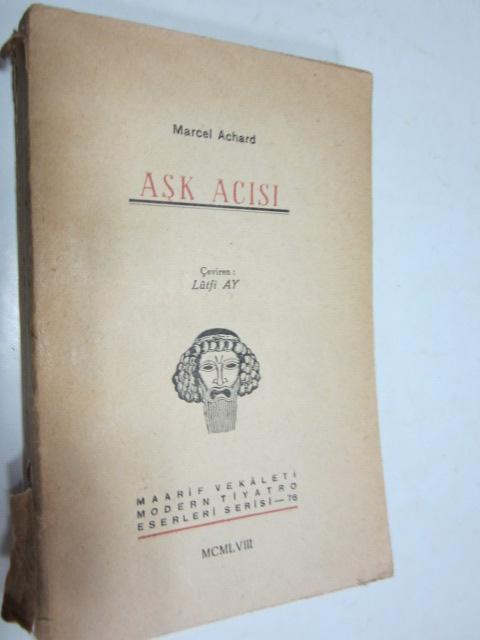 Marcel Achard
AŞK ACISI
Çeviren :
Lûtfi AY
MAARİF VEKÂLETİ
MODERN TİYATRO
ESERLERİ SERİSİ—76
MCMLVIII